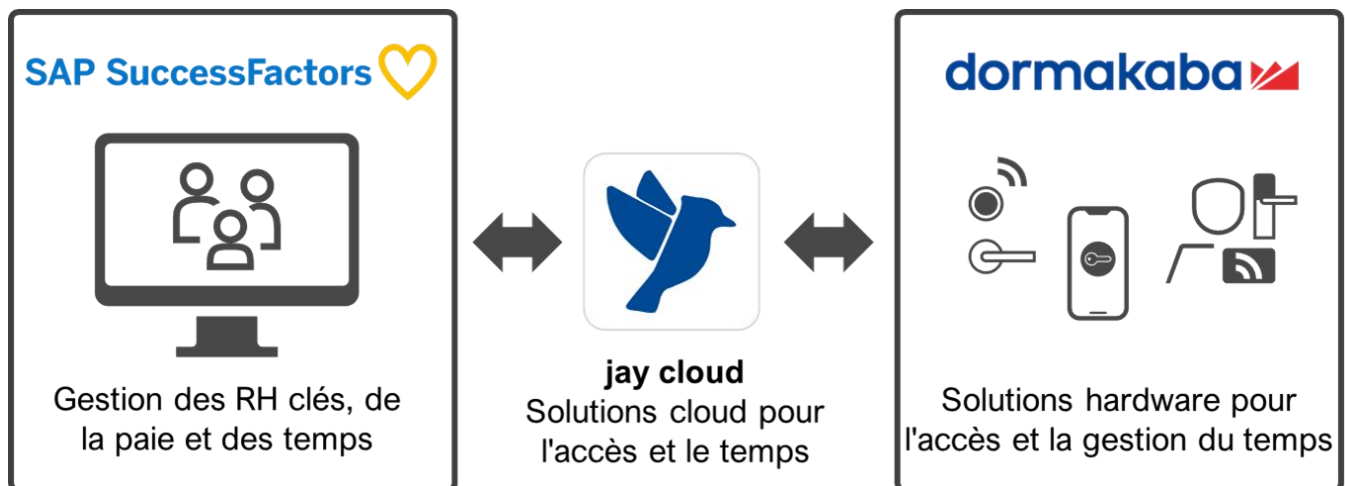 SAP SuccessFactors
Gestion des RH clés, de
la paie et des temps
jay cloud
Solutions cloud pour
l'accès et le temps
dormakaba
Solutions hardware pour
l'accès et la gestion du temps